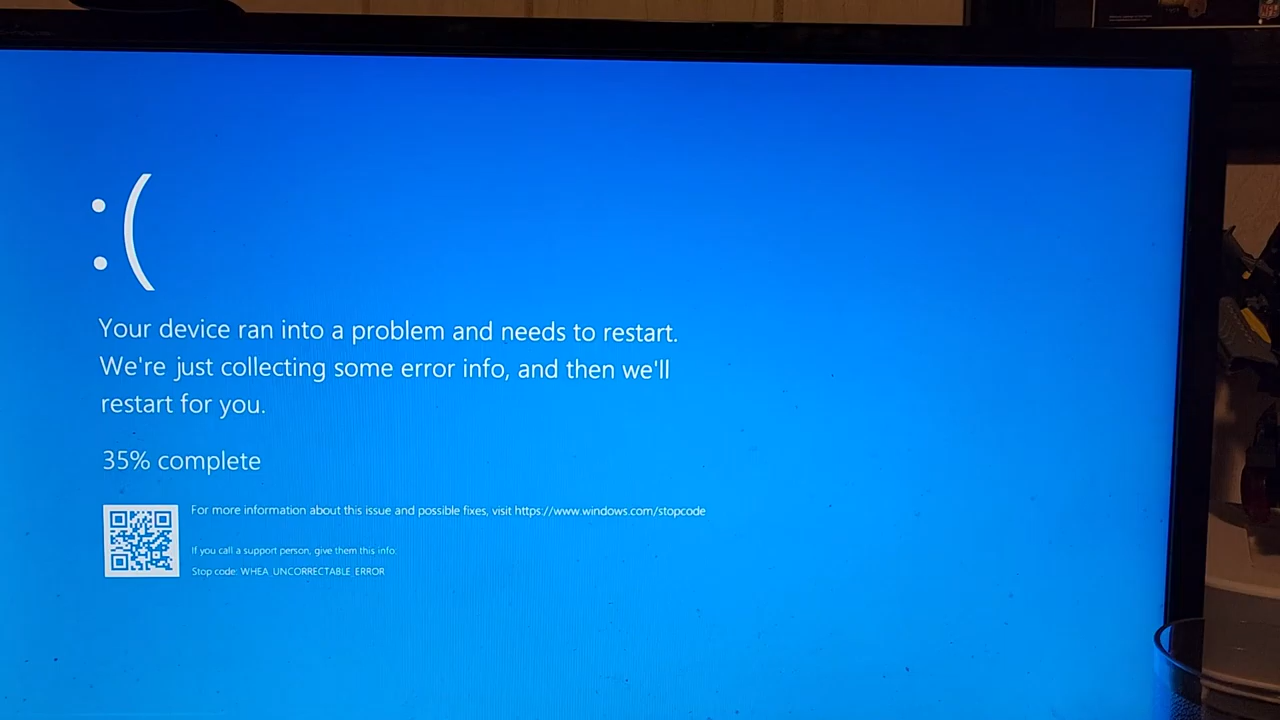 :(
Your device ran into a problem and needs to restart.
We're just collecting some error info, and then we'll
restart for you.
35% complete
For more information about this issue and possible fixes, visit https://www.windows.com/stopcode
If you call a support person, give them this info:
Stop code: WHEA_UNCORRECTABLE_ERROR